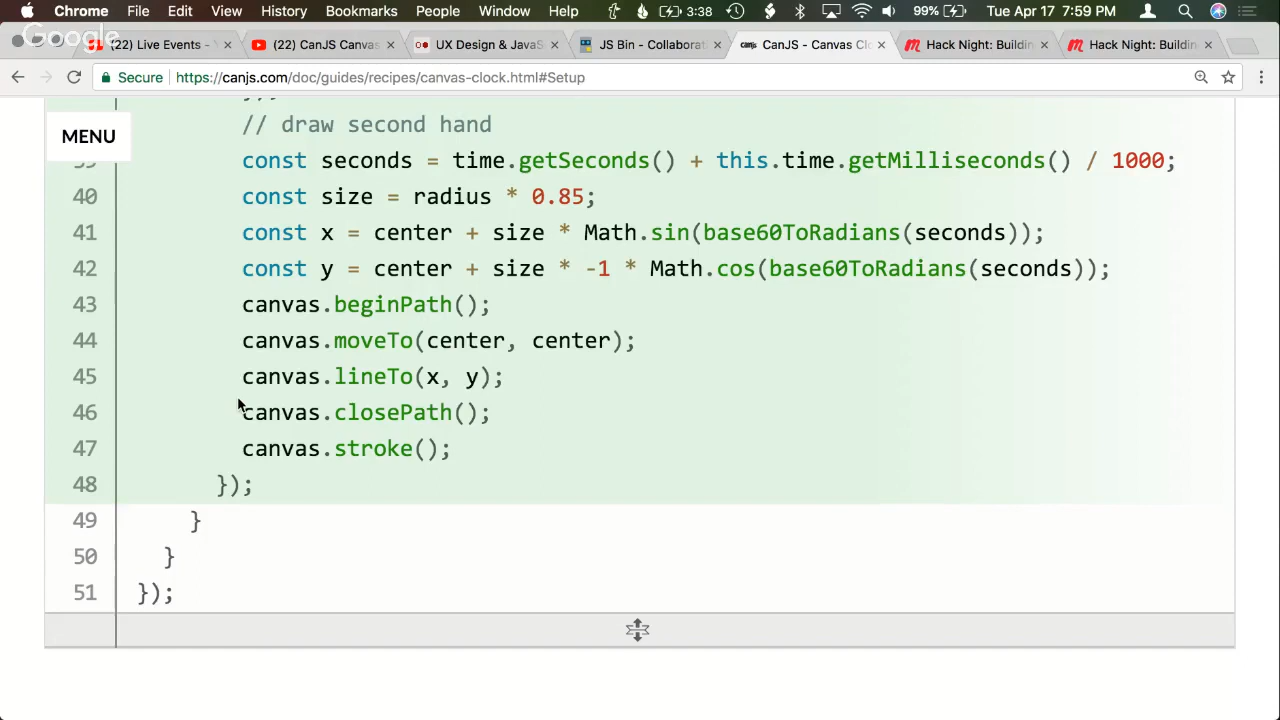 Chrome File Edit View History Bookmarks People Window Help 3:38 99% Tue Apr 17 7:59 PM
Google
(22) Live Events - Y × (22) CanJS Canvas × UX Design & Javas × JS Bin - Collaborati × CanJS - Canvas Clo × Hack Night: Buildin × Hack Night: Buildin ×
Secure https://canjs.com/doc/guides/recipes/canvas-clock.html#Setup
});
MENU
// draw second hand
39 const seconds = time.getSeconds() + this.time.getMilliseconds() / 1000;
40 const size = radius * 0.85;
41 const x = center + size * Math.sin(base60ToRadians(seconds));
42 const y = center + size * -1 * Math.cos(base60ToRadians(seconds));
43 canvas.beginPath();
44 canvas.moveTo(center, center);
45 canvas.lineTo(x, y);
46 canvas.closePath();
47 canvas.stroke();
48 });
49 }
50 }
51 });